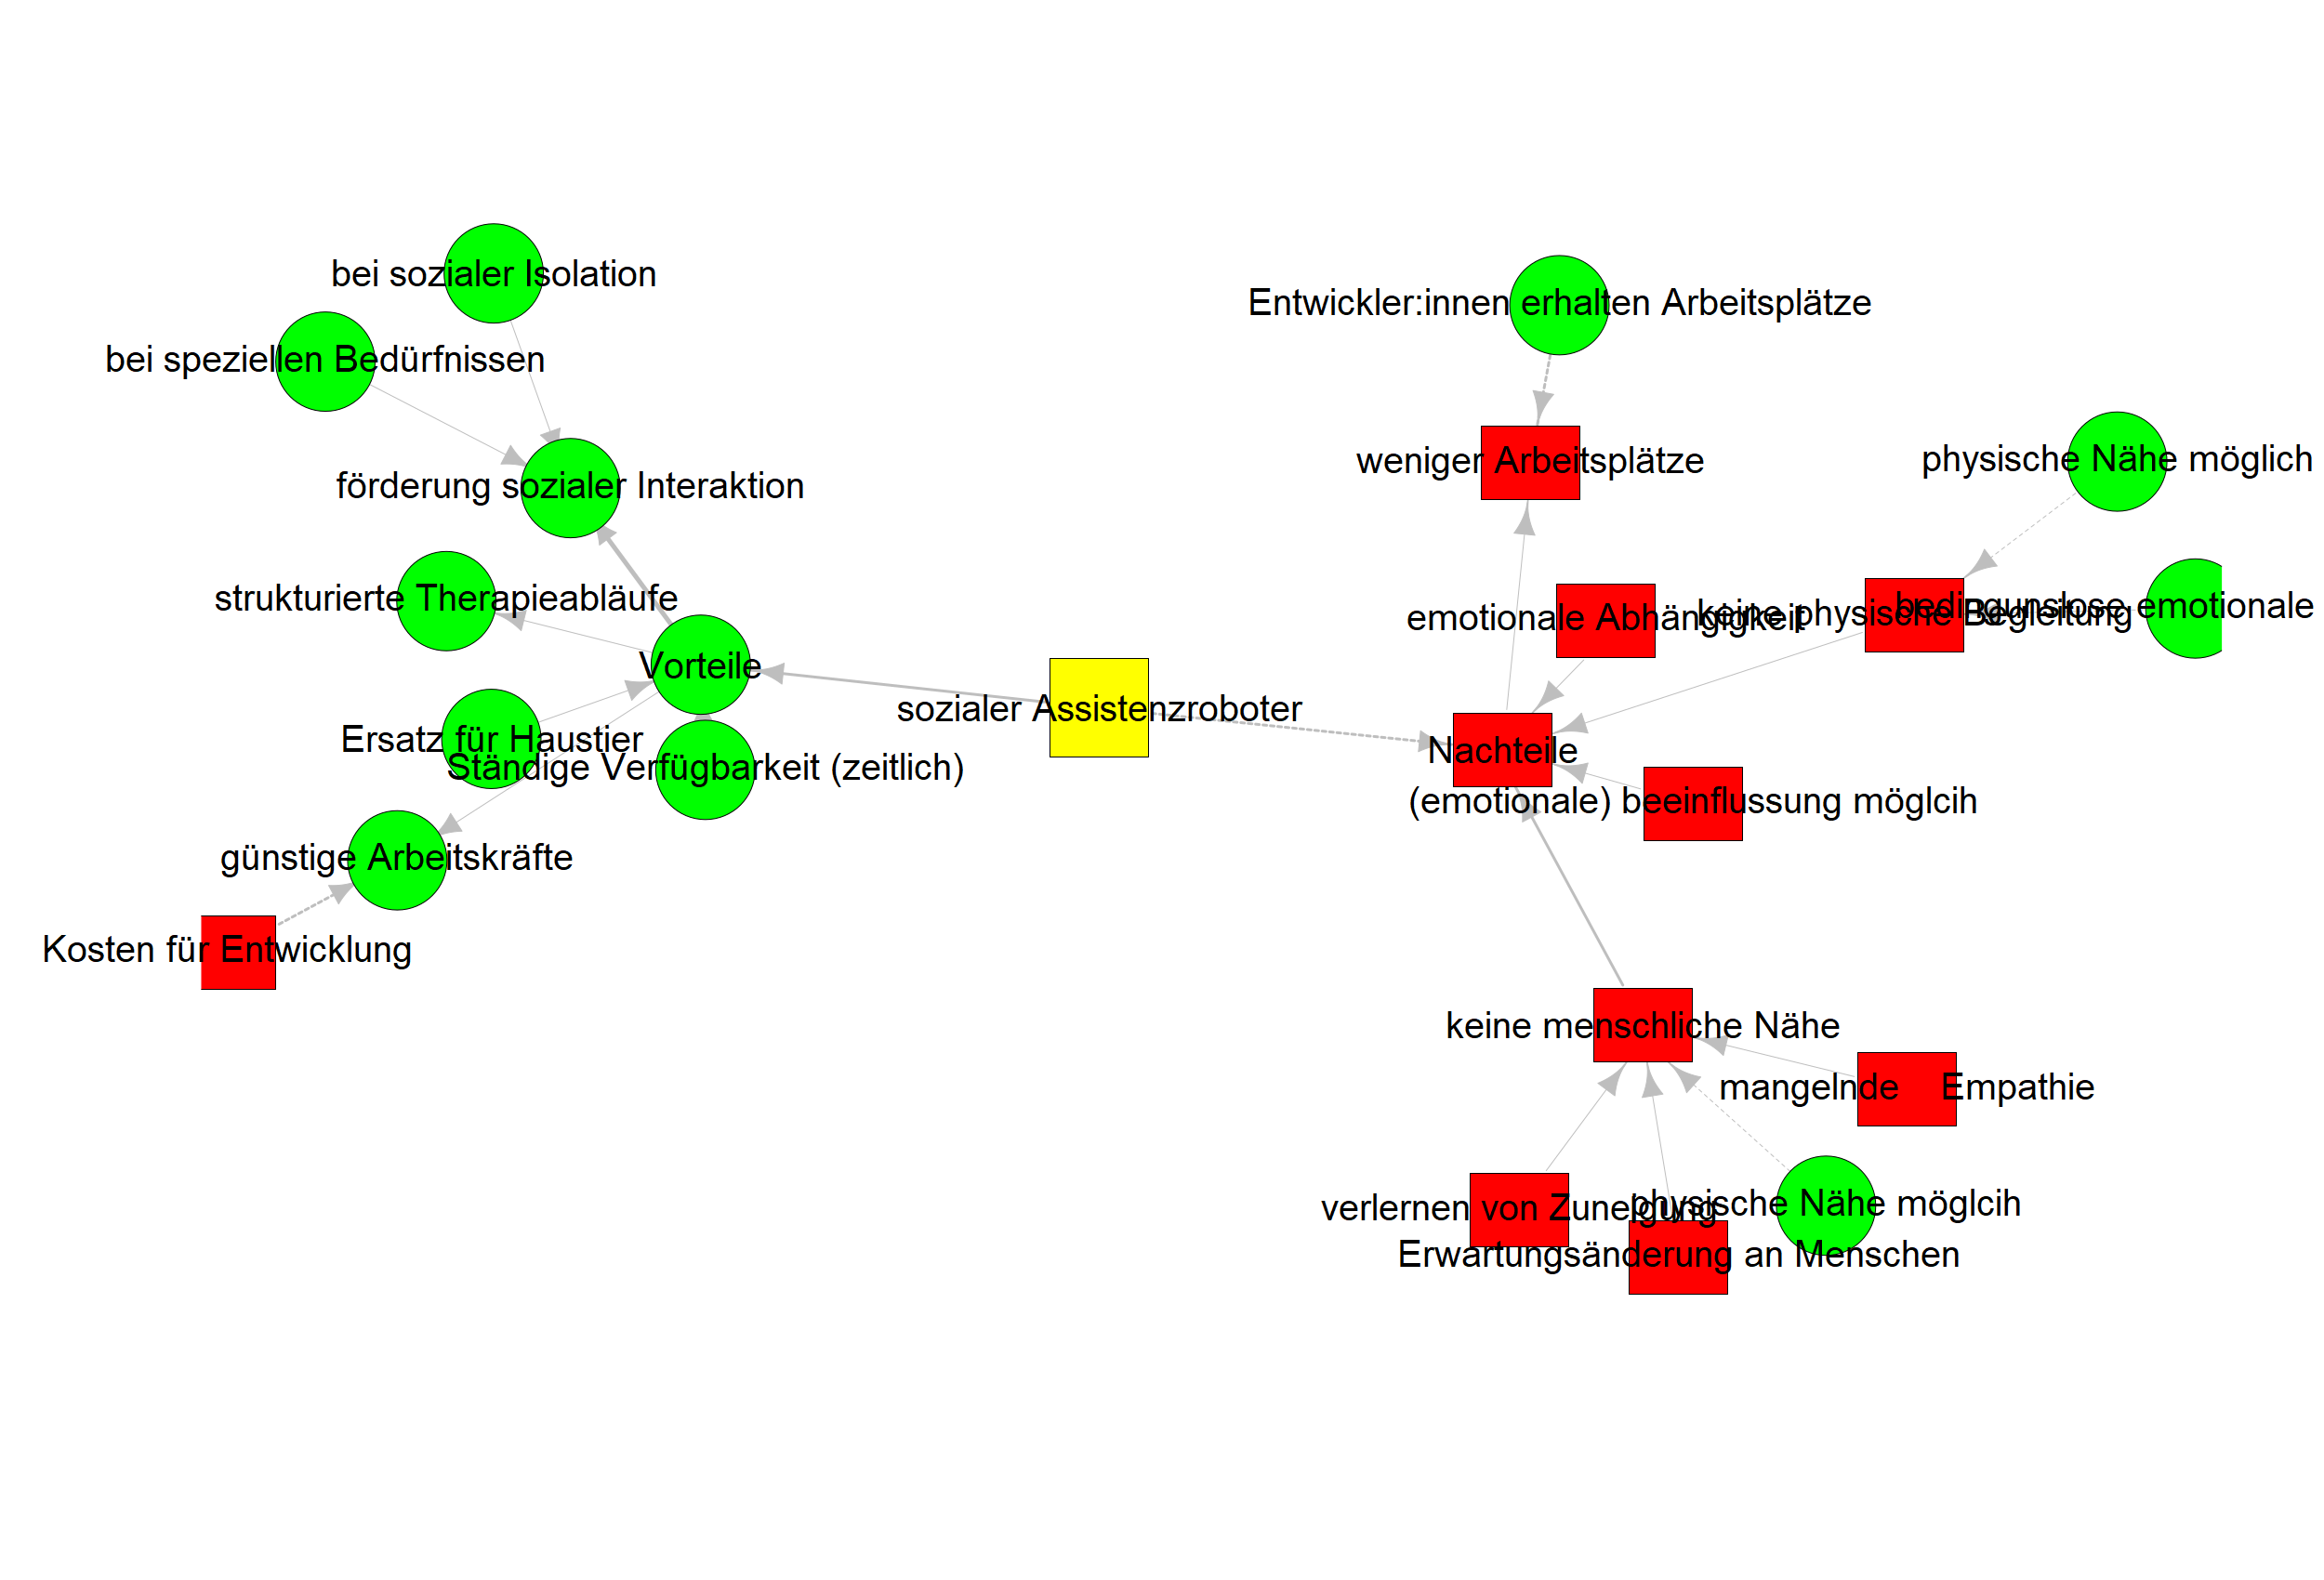 bei sozialer Isolation
Entwickler:innen erhalten Arbeitsplätze
bei speziellen Bedürfnissen
weniger Arbeitsplätze
physische Nähe möglich
förderung sozialer Interaktion
strukturierte Therapieabläufe
emotionale Abhängigkeit
keine physische Begleitung
bedingunslose emotionale
Vorteile
sozialer Assistenzroboter
Ersatz für Haustier
Nachteile
Ständige Verfügbarkeit (zeitlich)
(emotionale) beeinflussung möglcih
günstige Arbeitskräfte
Kosten für Entwicklung
keine menschliche Nähe
mangelnde Empathie
verlernen von Zuneigung
physische Nähe möglcih
Erwartungsänderung an Menschen